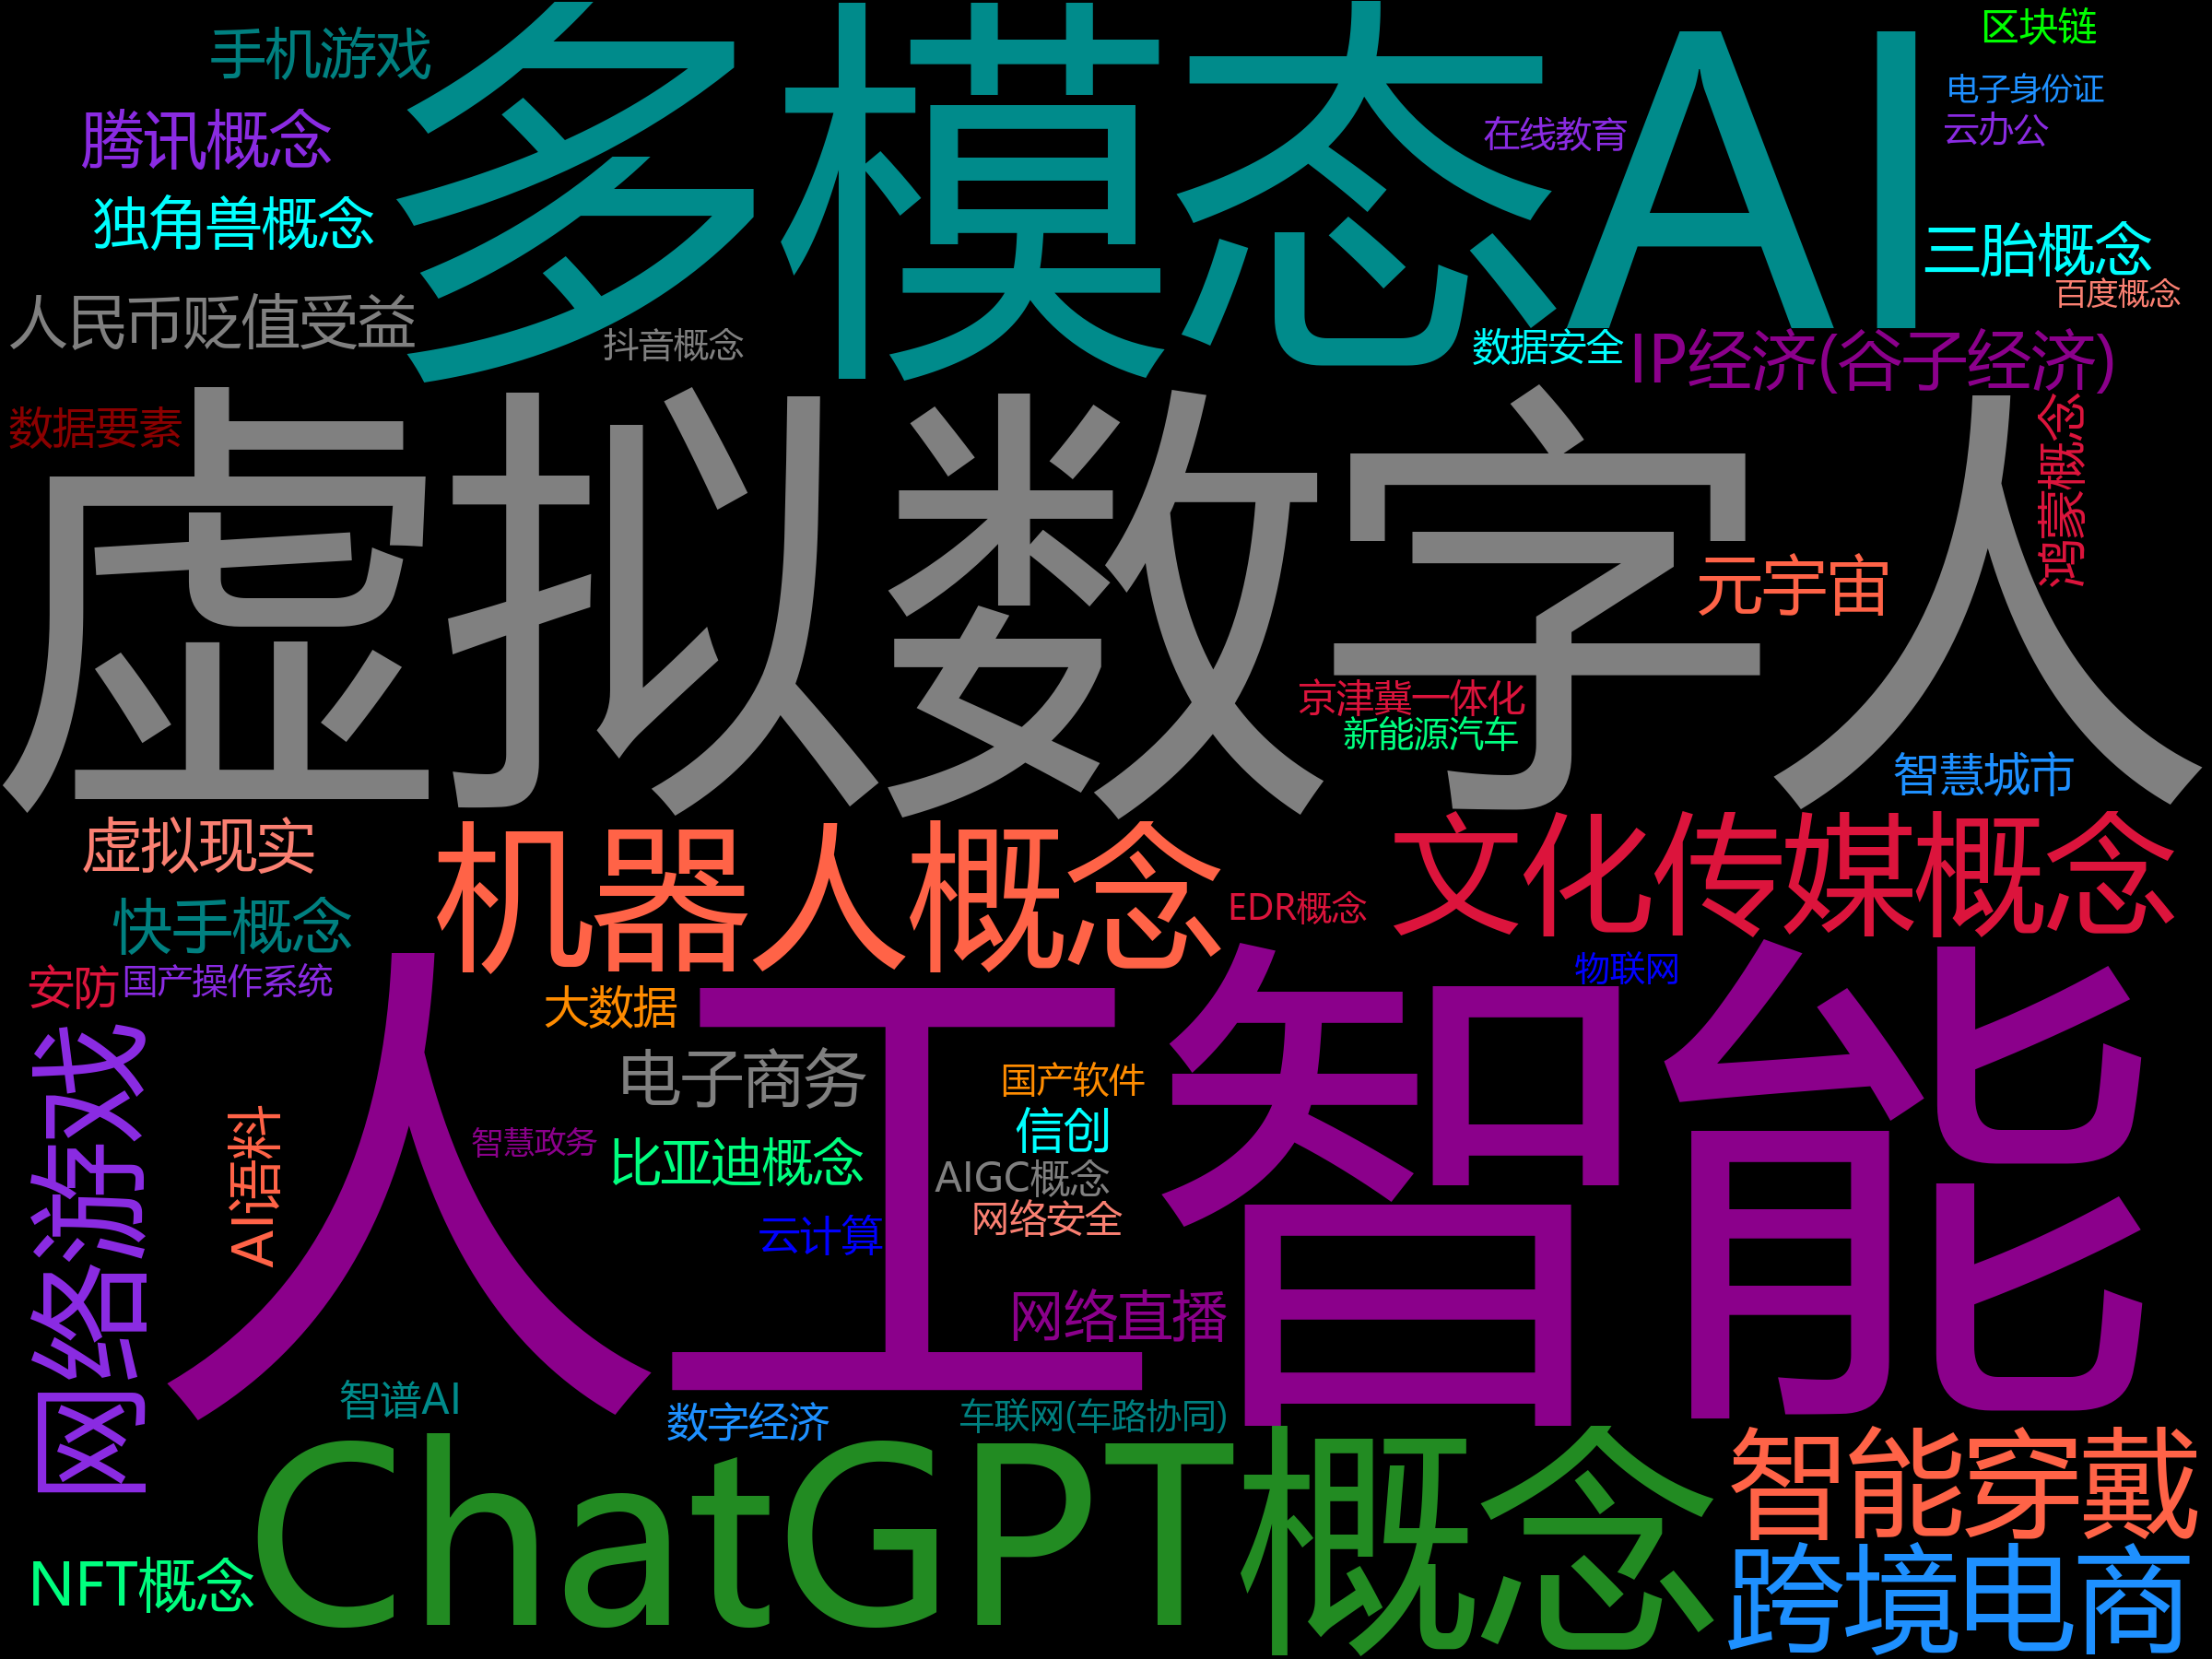 手机游戏
多模态AI
区块链
电子身份证
腾讯概念
在线教育
云办公
独角兽概念
三胎概念
百度概念
人民币贬值受益
抖音概念
数据安全
IP经济(谷子经济)
数据要素
虚拟数字人
鸿蒙概念
元宇宙
京津冀一体化
新能源汽车
智慧城市
虚拟现实
机器人概念
文化传媒概念
快手概念
EDR概念
安防
国产操作系统
物联网
大数据
人工智能
网络游戏
AI语料
电子商务
国产软件
智慧政务
比亚迪概念
信创
AIGC概念
网络安全
云计算
网络直播
智谱AI
数字经济
车联网(车路协同)
ChatGPT概念
智能穿戴
NFT概念
跨境电商